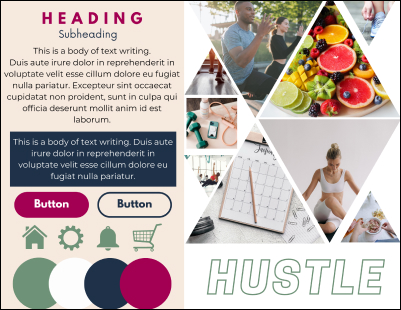 HEADING
Subheading
This is a body of text writing.
Duis aute irure dolor in reprehenderit in
voluptate velit esse cillum dolore eu fugiat
nulla pariatur. Excepteur sint occaecat
cupidatat non proident, sunt in culpa qui
officia deserunt mollit anim id est
laborum.
This is a body of text writing. Duis aute
irure dolor in reprehenderit in
voluptate velit esse cillum dolore eu
fugiat nulla pariatur.
Button Button
HUSTLE